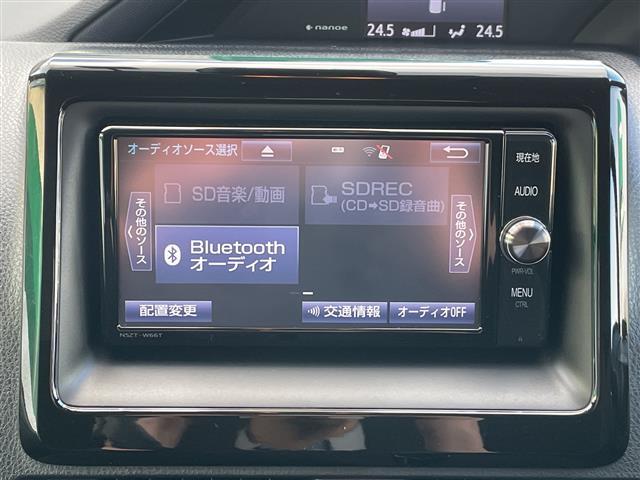 nanoe
24.5
24.5
オーディオソース選択
現在地
SD音楽/動画
SDREC
(CD➡SD録音曲)
AUDIO
その他のソース
その他のソース
Bluetooth
オーディオ
PWR-VOL
MENU
CTRL
配置変更
交通情報
オーディオOFF
NSZT-W66T